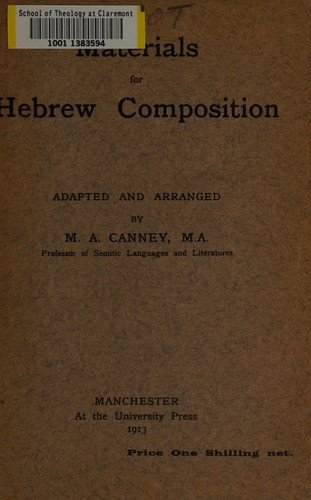 School of Theology at Claremont
1001 1383594
OT
Materials
for
Hebrew Composition
ADAPTED AND ARRANGED
BY
M. A. CANNEY, M.A.
Professor of Semitic Languages and Literatures
MANCHESTER
At the University Press
1913
Price One Shilling net.